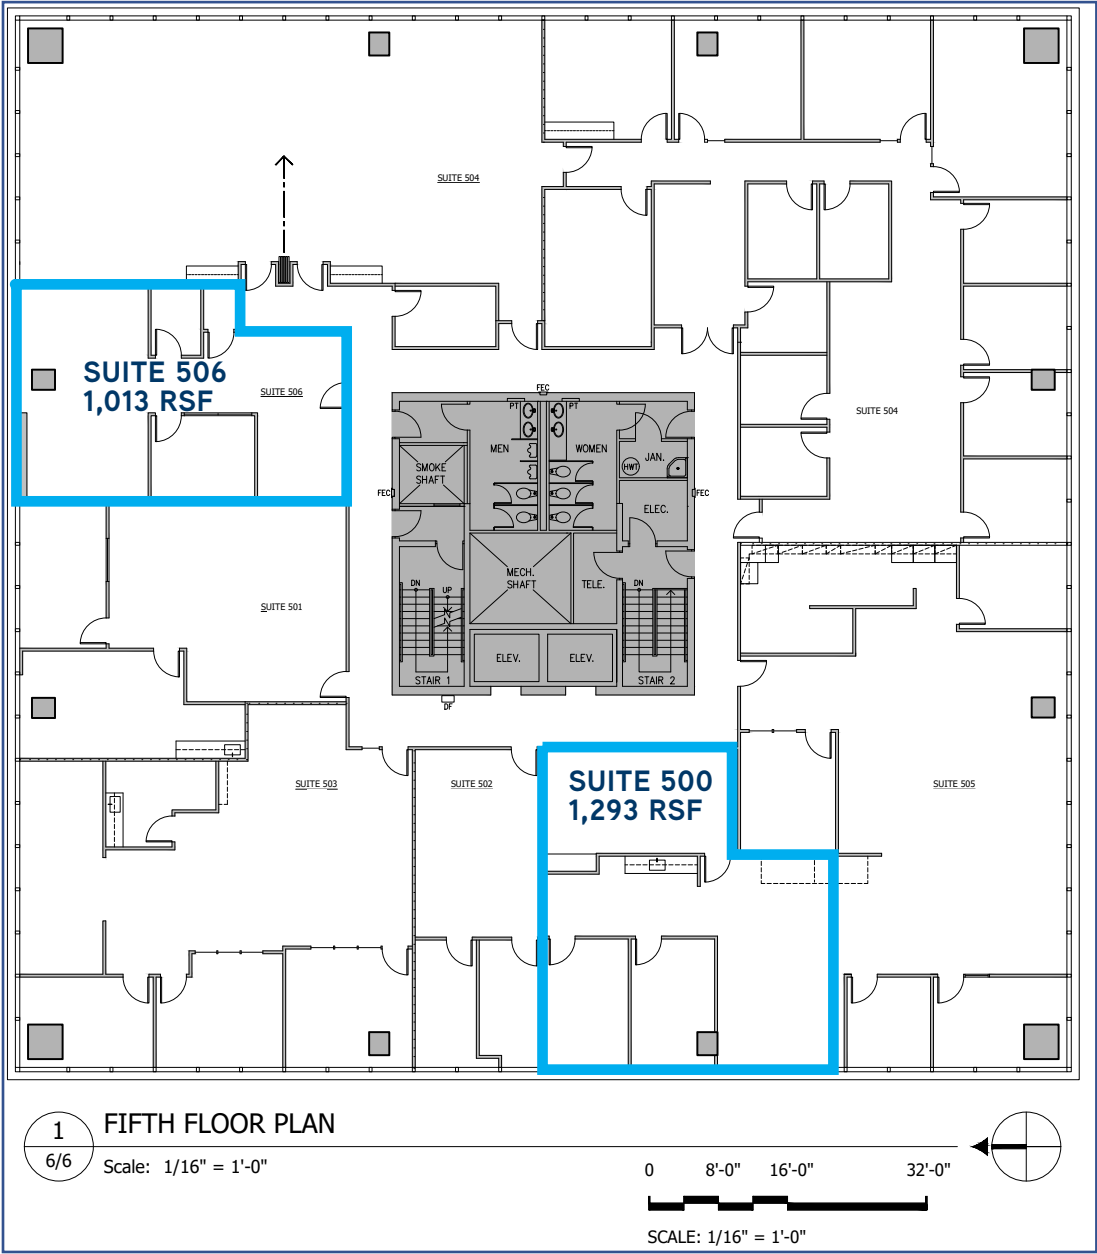 SUITE 504
SUITE 506
1,013 RSF
SUITE 506
SUITE 504
FEC
PT
PT
MEN
WOMEN
JAN.
HWT
SMOKE
SHAFT
FEC
FEC
ELEC.
MECH.
SHAFT
TELE.
DN
UP
DN
SUITE 501
ELEV.
ELEV.
STAIR 1
STAIR 2
DF
SUITE 503
SUITE 502
SUITE 500
1,293 RSF
SUITE 505
1
6/6
FIFTH FLOOR PLAN
Scale: 1/16" = 1'-0"
0 8'-0" 16'-0" 32'-0"
SCALE: 1/16" = 1'-0"